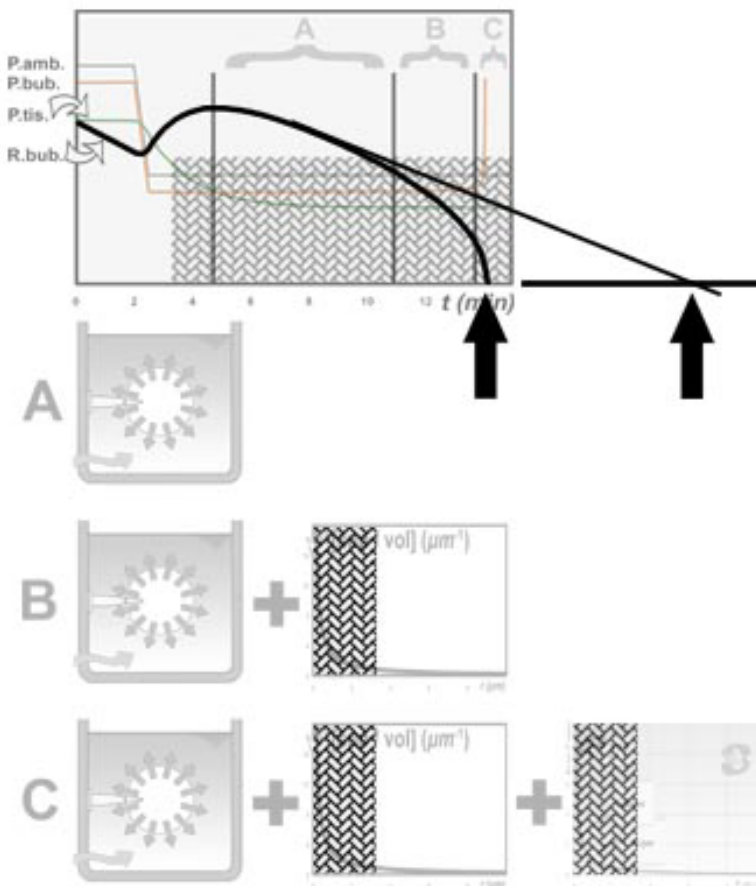 A B C
P.amb.
P.bub.
P.tis.
R.bub.
0 2 4 6 8 10 12
t (min)
A
B
vol] (μm⁻¹)
C
vol] (μm⁻¹)